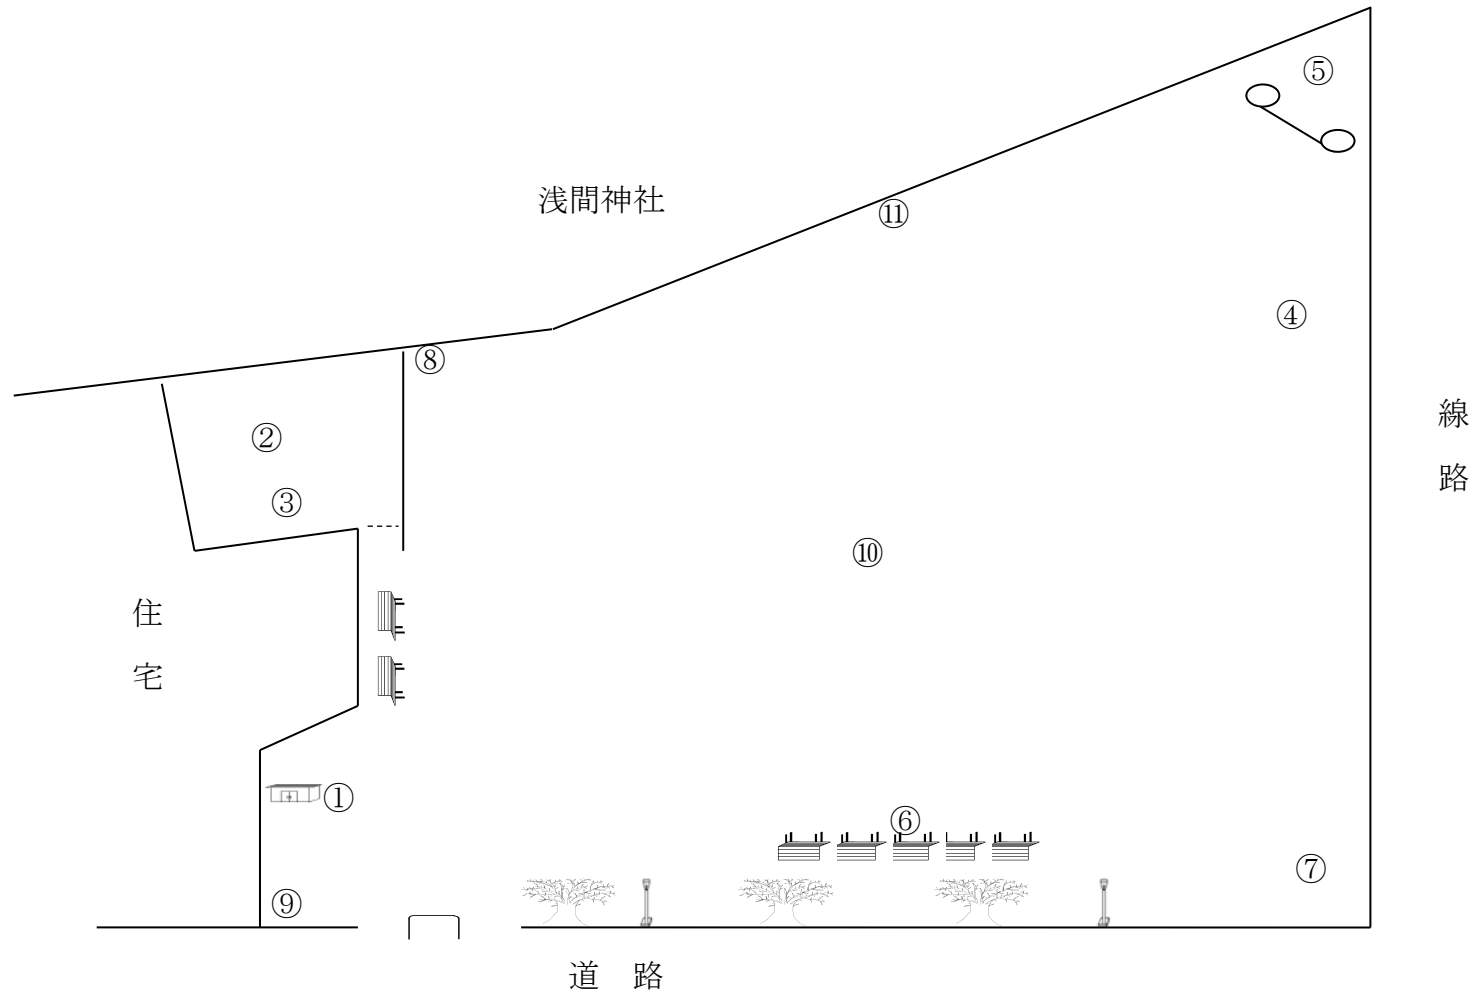 ⑤
浅間神社
⑪
④
⑧
線
路
②
③
⑩
住
宅
①
⑥
⑦
⑨
道　路